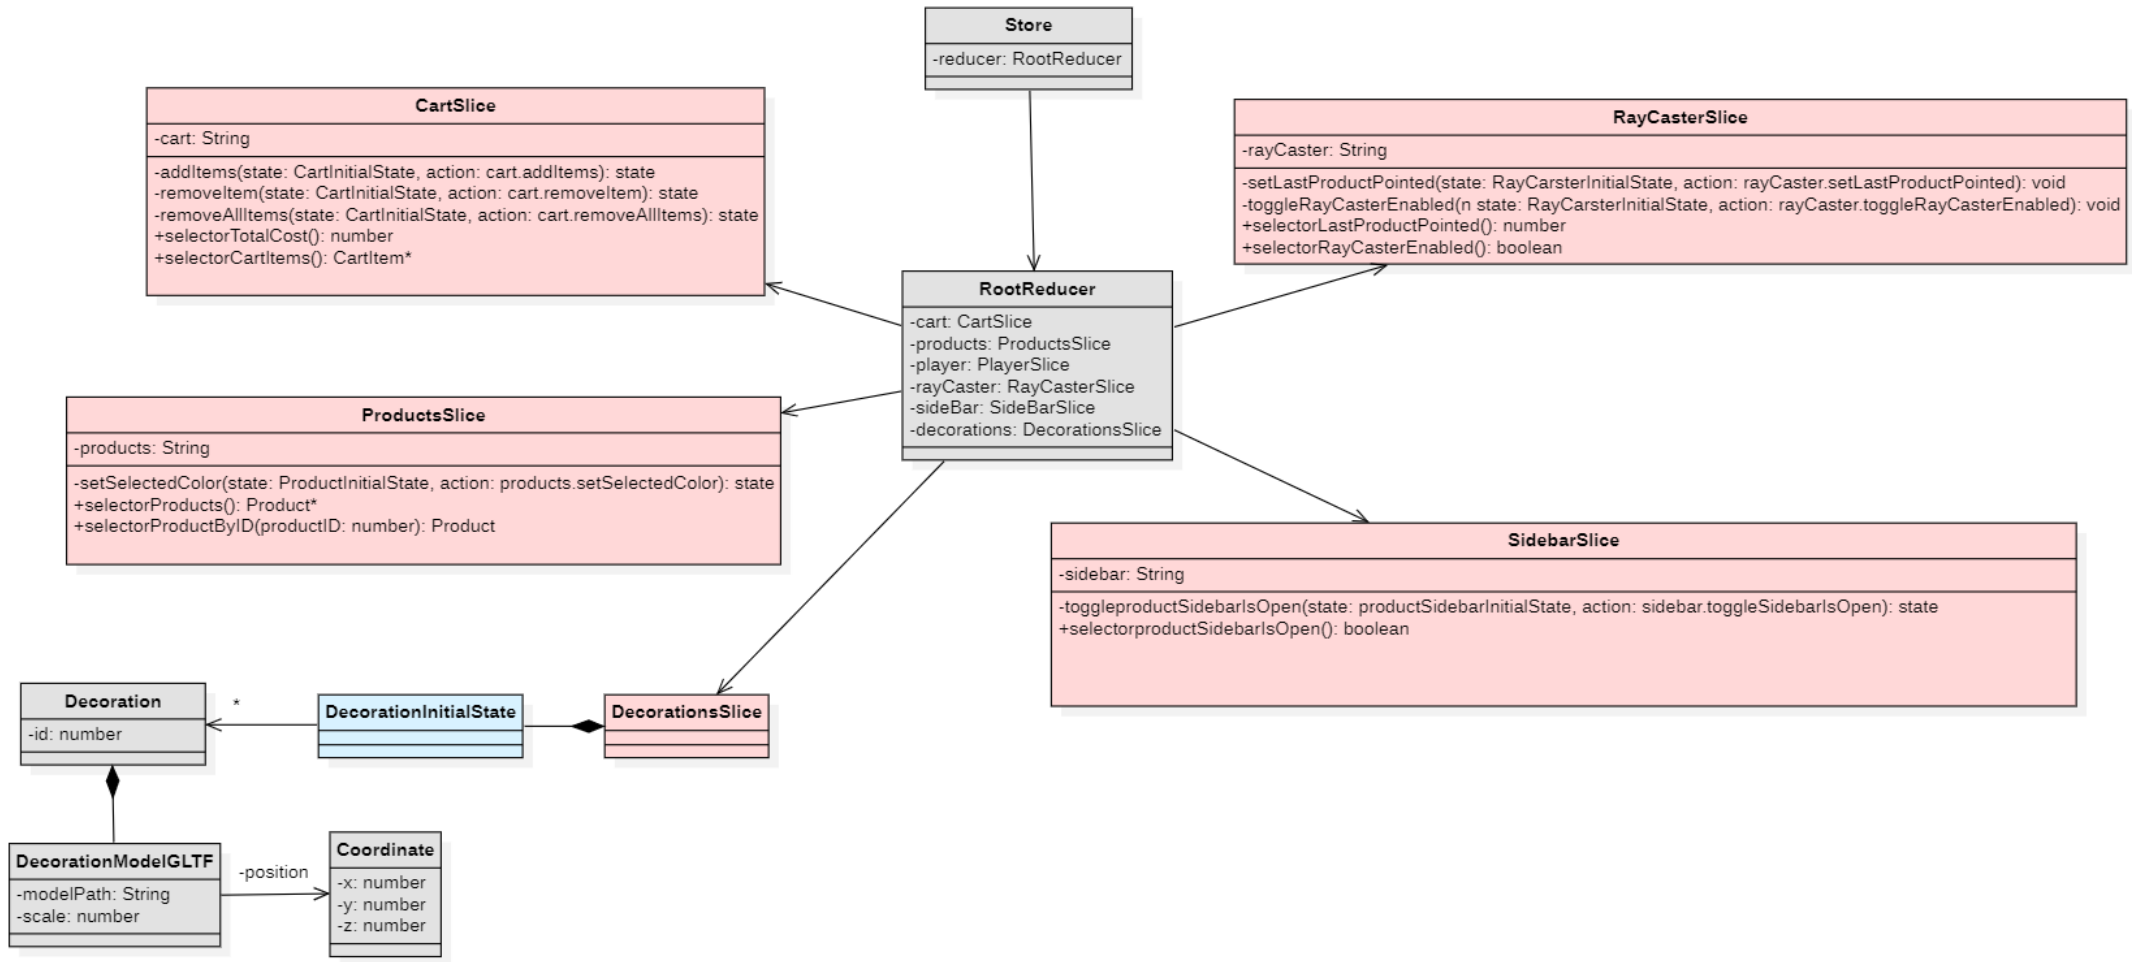 Store
-reducer: RootReducer
CartSlice
-cart: String
-addItems(state: CartInitialState, action: cart.addItems): state
-removeItem(state: CartInitialState, action: cart.removeItem): state
-removeAllItems(state: CartInitialState, action: cart.removeAllItems): state
+selectorTotalCost(): number
+selectorCartItems(): CartItem*
RayCasterSlice
-rayCaster: String
-setLastProductPointed(state: RayCarsterInitialState, action: rayCaster.setLastProductPointed): void
-toggleRayCasterEnabled(n state: RayCarsterInitialState, action: rayCaster.toggleRayCasterEnabled): void
+selectorLastProductPointed(): number
+selectorRayCasterEnabled(): boolean
RootReducer
-cart: CartSlice
-products: ProductsSlice
-player: PlayerSlice
-rayCaster: RayCasterSlice
-sideBar: SideBarSlice
-decorations: DecorationsSlice
ProductsSlice
-products: String
-setSelectedColor(state: ProductInitialState, action: products.setSelectedColor): state
+selectorProducts(): Product*
+selectorProductByID(productID: number): Product
SidebarSlice
-sidebar: String
-toggleproductSidebarIsOpen(state: productSidebarInitialState, action: sidebar.toggleSidebarIsOpen): state
+selectorproductSidebarIsOpen(): boolean
Decoration
-id: number
*
DecorationInitialState
DecorationsSlice
DecorationModelGLTF
-modelPath: String
-scale: number
-position
Coordinate
-x: number
-y: number
-z: number